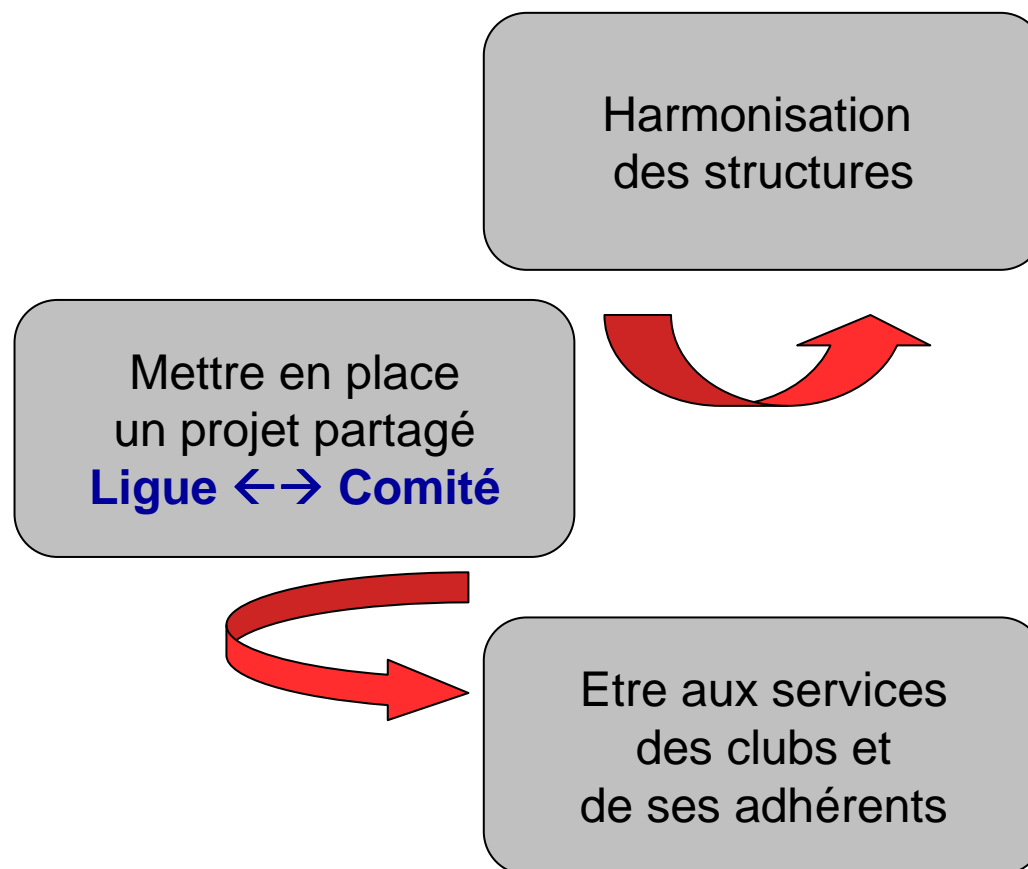 Harmonisation
des structures
Mettre en place
un projet partagé
Ligue ←→ Comité
Etre aux services
des clubs et
de ses adhérents